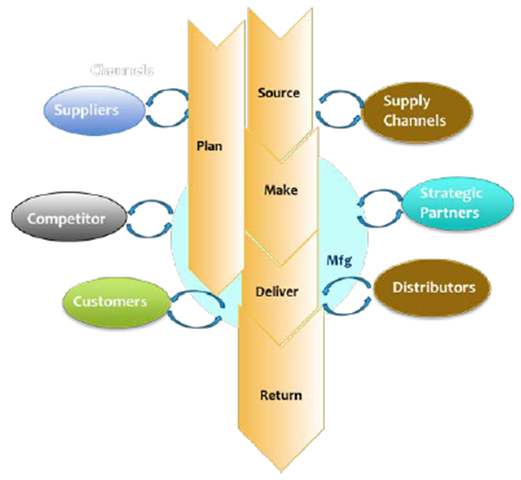 Channels
Suppliers
Source
Supply
Channels
Plan
Make
Strategic
Partners
Competitor
Mfg
Customers
Deliver
Distributors
Return